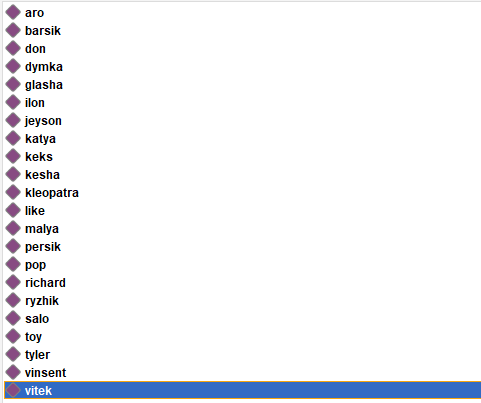 aro
barsik
don
dymka
glasha
ilon
jeyson
katya
keks
kesha
kleopatra
like
malya
persik
pop
richard
ryzhik
salo
toy
tyler
vinsent
vitek